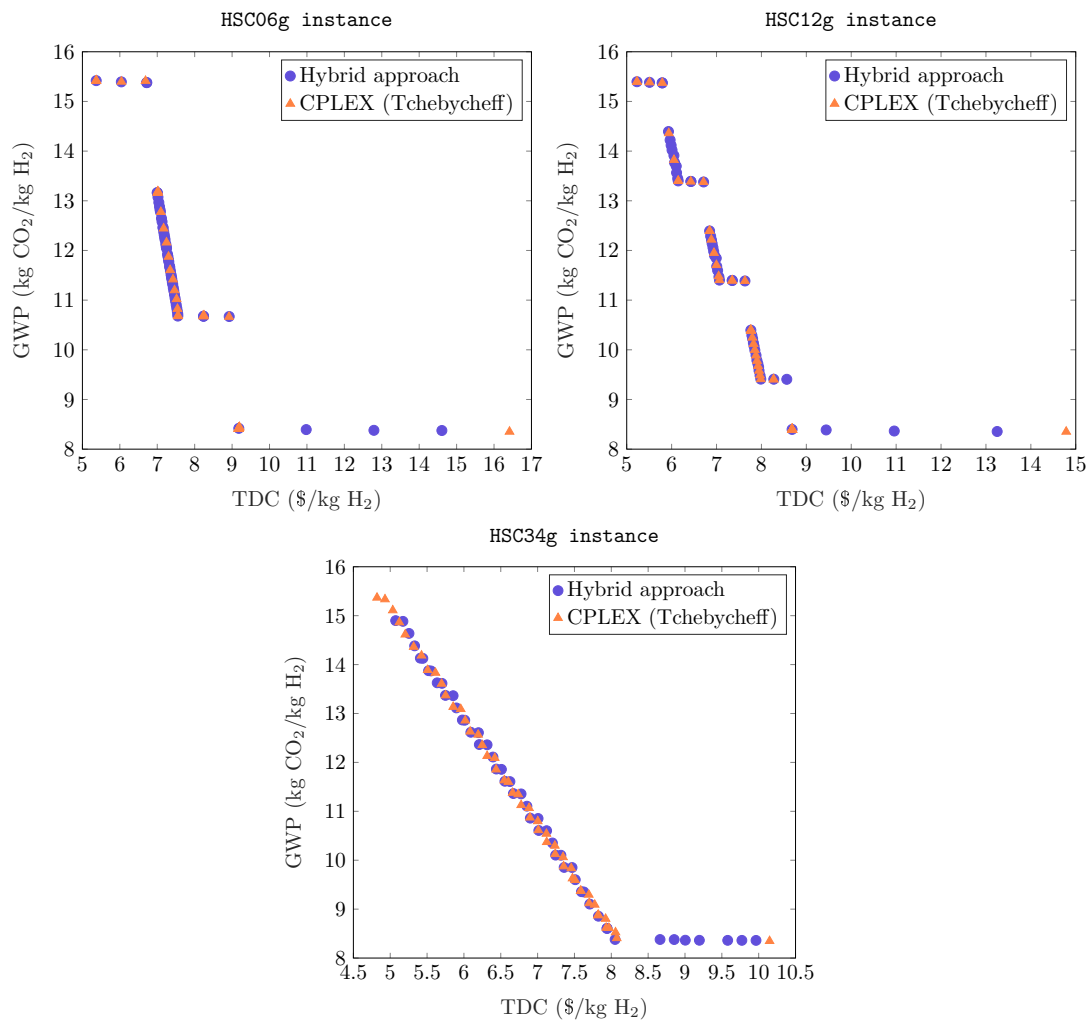 HSC06g instance
16
15
14
13
12
11
10
9
8
GWP (kg CO₂/kg H₂)
Hybrid approach
CPLEX (Tchebycheff)
5 6 7 8 9 10 11 12 13 14 15 16 17
TDC ($/kg H₂)
HSC12g instance
16
15
14
13
12
11
10
9
8
GWP (kg CO₂/kg H₂)
Hybrid approach
CPLEX (Tchebycheff)
5 6 7 8 9 10 11 12 13 14 15
TDC ($/kg H₂)
HSC34g instance
16
15
14
13
12
11
10
9
8
GWP (kg CO₂/kg H₂)
Hybrid approach
CPLEX (Tchebycheff)
4.5 5 5.5 6 6.5 7 7.5 8 8.5 9 9.5 10 10.5
TDC ($/kg H₂)